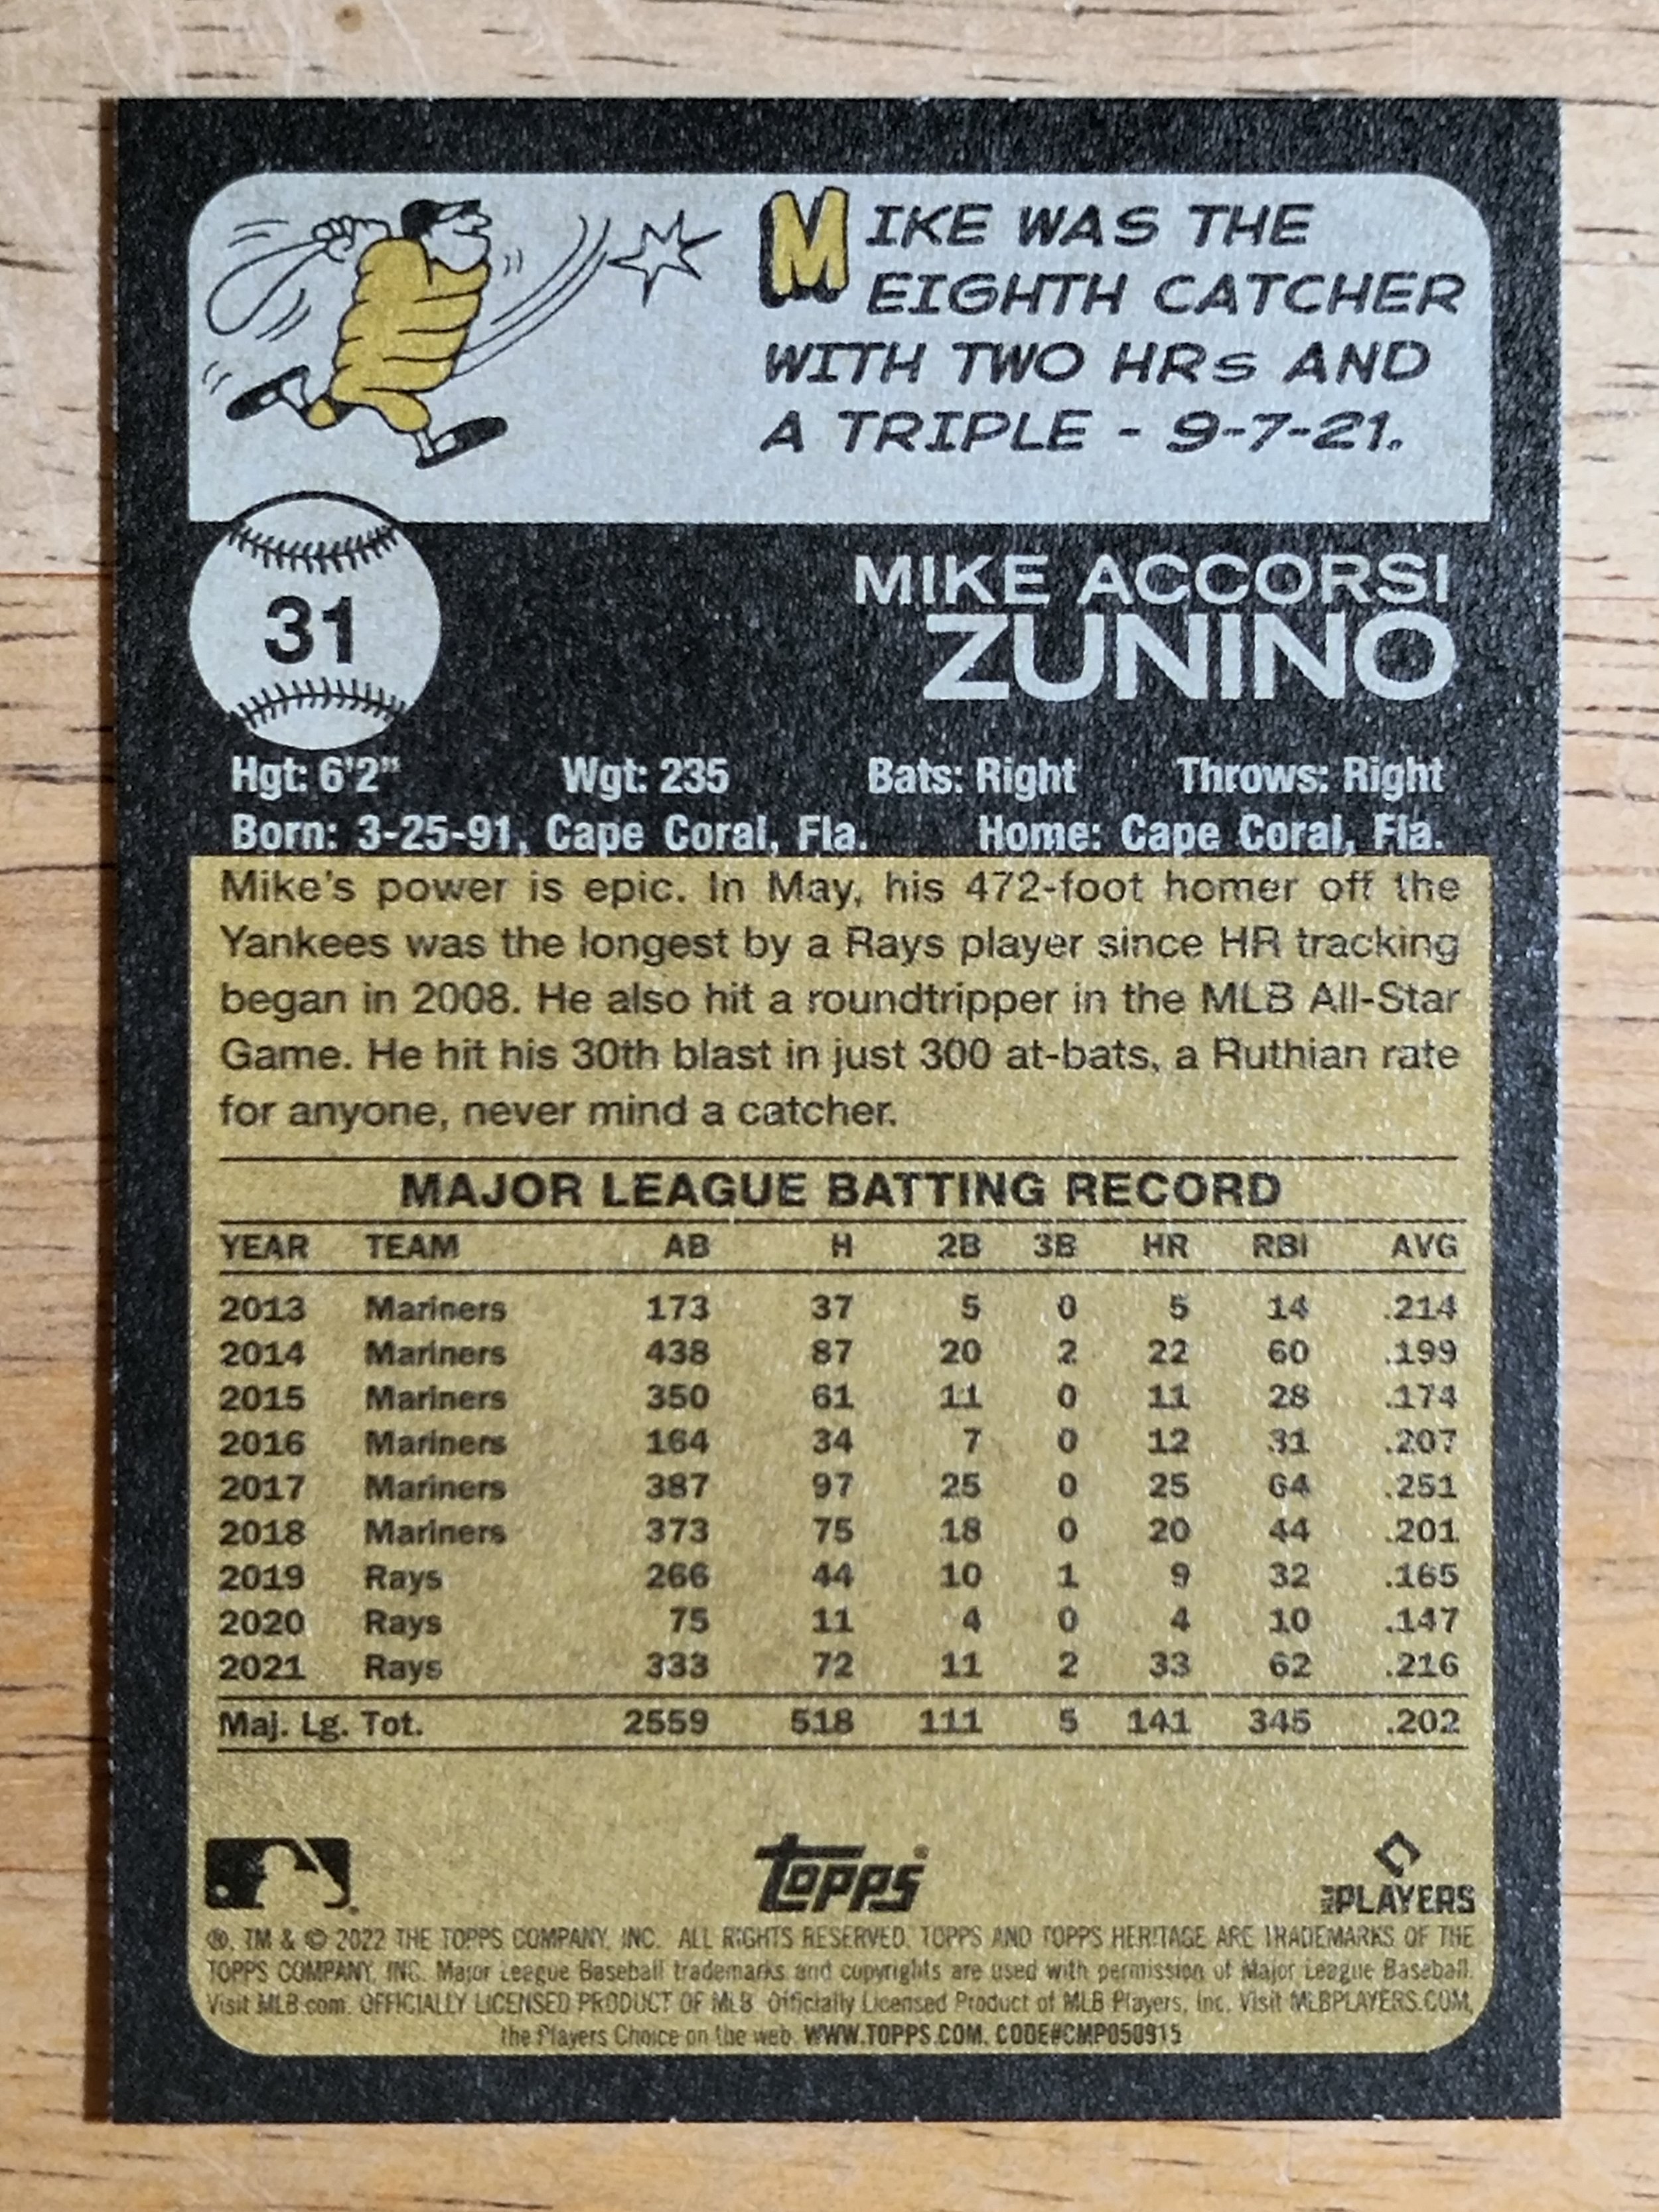 MIKE WAS THE
EIGHTH CATCHER
WITH TWO HRs AND
A TRIPLE - 9-7-21.
31
MIKE ACCORSI
ZUNINO
Hgt: 6'2" Wgt: 235 Bats: Right Throws: Right
Born: 3-25-91, Cape Coral, Fla. Home: Cape Coral, Fla.
Mike's power is epic. In May, his 472-foot homer off the
Yankees was the longest by a Rays player since HR tracking
began in 2008. He also hit a roundtripper in the MLB All-Star
Game. He hit his 30th blast in just 300 at-bats, a Ruthian rate
for anyone, never mind a catcher.
MAJOR LEAGUE BATTING RECORD
YEAR TEAM AB H 2B 3B HR RBI AVG
2013 Mariners 173 37 5 0 5 14 .214
2014 Mariners 438 87 20 2 22 60 .199
2015 Mariners 350 61 11 0 11 28 .174
2016 Mariners 164 34 7 0 12 31 .207
2017 Mariners 387 97 25 0 25 64 .251
2018 Mariners 373 75 18 0 20 44 .201
2019 Rays 266 44 10 1 9 32 .165
2020 Rays 75 11 4 0 4 10 .147
2021 Rays 333 72 11 2 33 62 .216
Maj. Lg. Tot. 2559 518 111 5 141 345 .202
topps®
MLB PLAYERS
®, TM & © 2022 THE TOPPS COMPANY, INC. ALL RIGHTS RESERVED. TOPPS AND TOPPS HERITAGE ARE TRADEMARKS OF THE
TOPPS COMPANY, INC. Major League Baseball trademarks and copyrights are used with permission of Major League Baseball.
Visit MLB.com. OFFICIALLY LICENSED PRODUCT OF MLB Officially Licensed Product of MLB Players, Inc. Visit MLBPLAYERS.COM,
the Players Choice on the web. WWW.TOPPS.COM. CODE#CMP050915